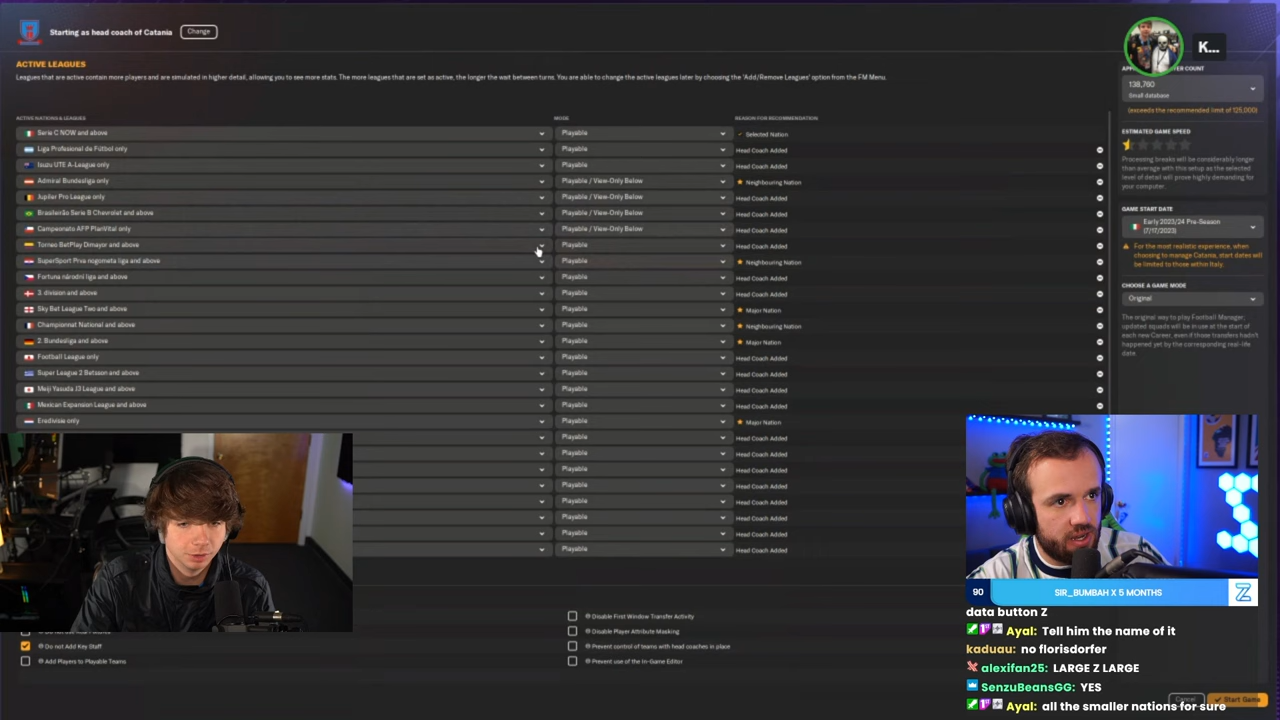 Starting as head coach of Catania
Change
K...
ACTIVE LEAGUES
Leagues that are active contain more players and are simulated in higher detail, allowing you to see more stats. The more leagues that are set as active, the longer the wait between turns. You are able to change the active leagues later by choosing the 'Add/Remove Leagues' option from the FM Menu.
ACTIVE NATIONS & LEAGUES MODE REASON FOR RECOMMENDATION
Serie C NOW and above Playable Selected Nation
Liga Profesional de Fútbol only Playable Head Coach Added
Isuzu UTE A-League only Playable Head Coach Added
Admiral Bundesliga only Playable / View-Only Below Neighbouring Nation
Jupiler Pro League only Playable / View-Only Below Head Coach Added
Brasileirão Serie B Chevrolet and above Playable / View-Only Below Head Coach Added
Campeonato AFP PlanVital only Playable / View-Only Below Head Coach Added
Torneo BetPlay Dimayor and above Playable Head Coach Added
SuperSport Prva nogometa liga and above Playable Neighbouring Nation
Fortuna národní liga and above Playable Head Coach Added
3. division and above Playable Head Coach Added
Sky Bet League Two and above Playable Major Nation
Championnat National and above Playable Neighbouring Nation
2. Bundesliga and above Playable Major Nation
Football League only Playable Head Coach Added
Super League 2 Betsson and above Playable Head Coach Added
Meiji Yasuda J3 League and above Playable Head Coach Added
Mexican Expansion League and above Playable Head Coach Added
Eredivisie only Playable Major Nation
Playable Head Coach Added
Playable Head Coach Added
Playable Head Coach Added
Playable Head Coach Added
Playable Head Coach Added
Playable Head Coach Added
Playable Head Coach Added
Playable Head Coach Added
Do not Add Key Staff
Add Players to Playable Teams
Disable First Window Transfer Activity
Disable Player Attribute Masking
Prevent control of teams with head coaches in place
Prevent use of the In-Game Editor
COUNT
138,760
Small database
(exceeds the recommended limit of 125,000)
ESTIMATED GAME SPEED
Processing breaks will be considerably longer
than average with this setup as the selected
level of detail will prove highly demanding for
your computer.
GAME START DATE
Early 2023/24 Pre-Season
(7/17/2023)
For the most realistic experience, when
choosing to manage Catania, start dates will
be limited to those within Italy.
CHOOSE A GAME MODE
Original
The original way to play Football Manager;
updated squads will be in use at the start of
each new Career, even if those transfers hadn't
happened yet by the corresponding real-life
date.
90 SIR_BUMBAH X 5 MONTHS Z
data button Z
Ayal: Tell him the name of it
kaduau: no florisdorfer
alexifan25: LARGE Z LARGE
SenzuBeansGG: YES
Ayal: all the smaller nations for sure
Cancel
Start Game